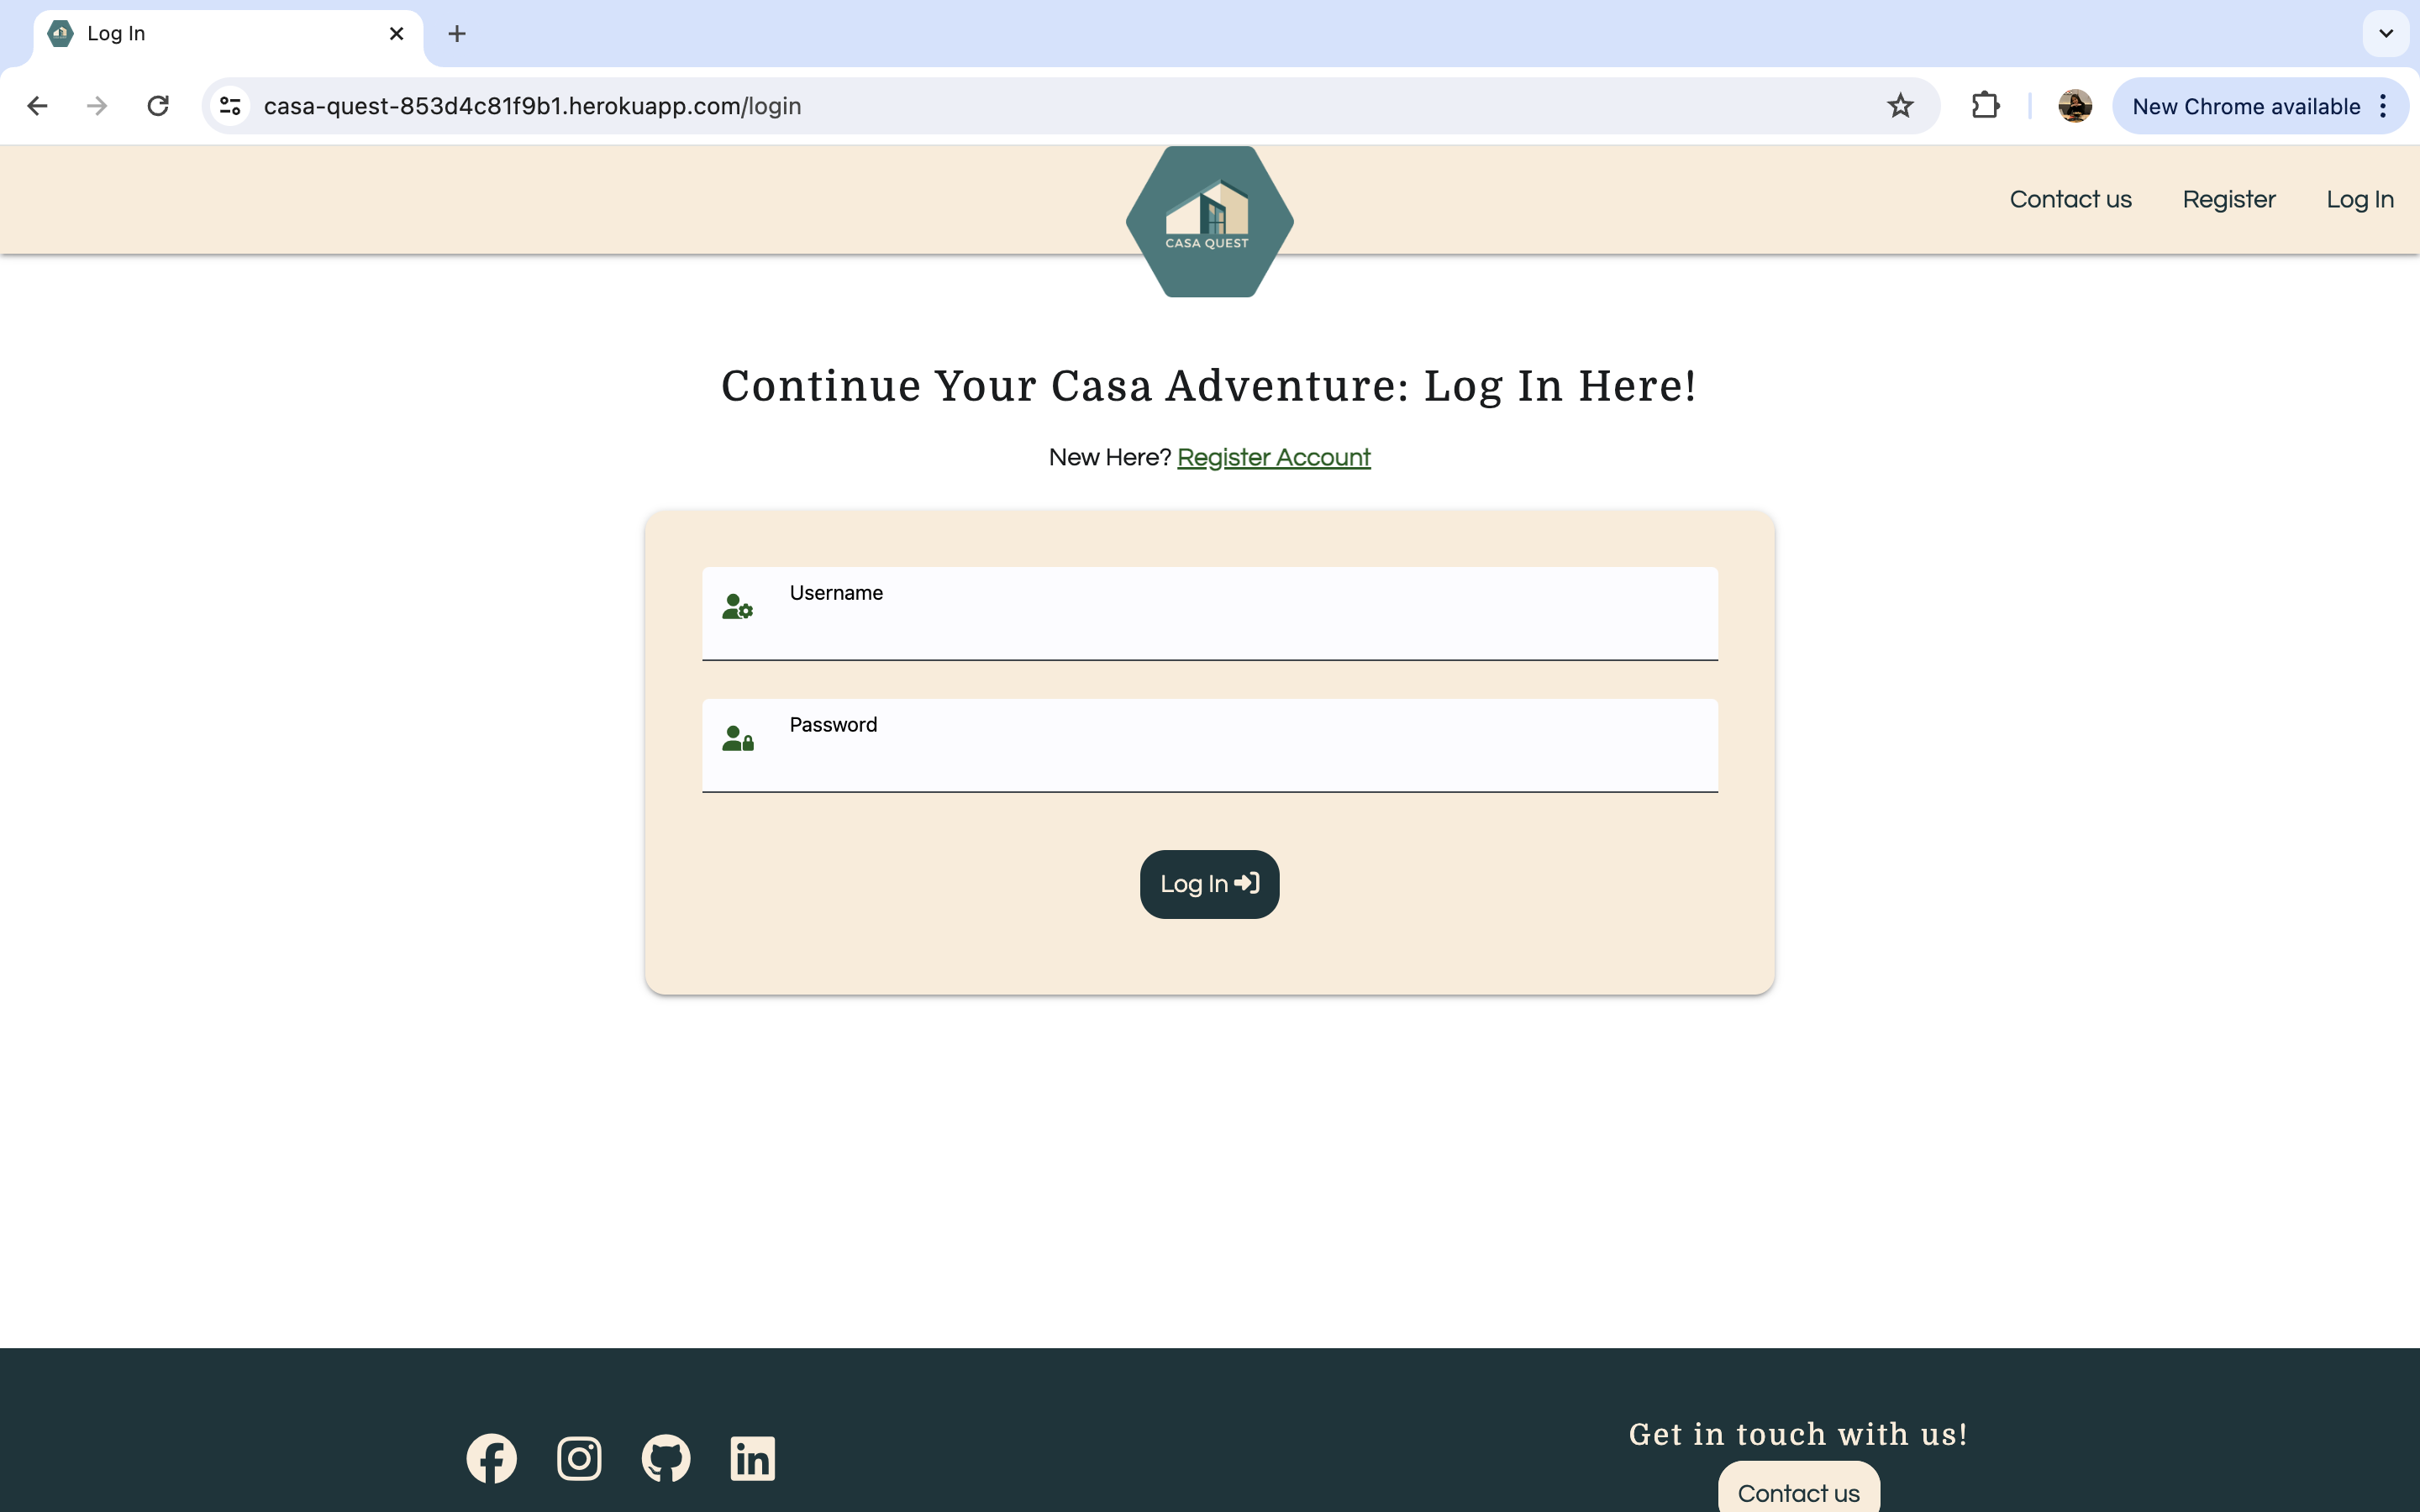 Log In
casa-quest-853d4c81f9b1.herokuapp.com/login
New Chrome available
CASA QUEST
Contact us Register Log In
Continue Your Casa Adventure: Log In Here!
New Here? Register Account
Username
Password
Log In
Get in touch with us!
Contact us